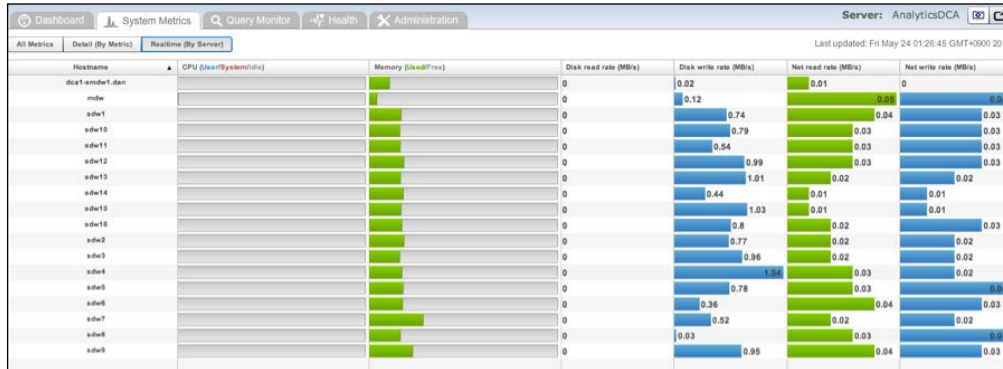 Dashboard System Metrics Query Monitor Health Administration Server: AnalyticsDCA
All Metrics Detail (By Metric) Realtime (By Server) Last updated: Fri May 24 01:26:45 GMT+0900 20
Hostname CPU (User/System/Idle) Memory (Used/Free) Disk read rate (MB/s) Disk write rate (MB/s) Net read rate (MB/s) Net write rate (MB/s)
dca1-smdw1.dan 0 0.02 0.01 0
mdw 0 0.12 0.05
sdw1 0 0.74 0.04 0.03
sdw10 0 0.79 0.03 0.03
sdw11 0 0.54 0.03 0.03
sdw12 0 0.99 0.03 0.03
sdw13 0 1.01 0.02 0.02
sdw14 0 0.44 0.01 0.01
sdw15 0 1.03 0.01 0.01
sdw16 0 0.8 0.02 0.03
sdw2 0 0.77 0.02 0.02
sdw3 0 0.96 0.02 0.02
sdw4 0 1.54 0.03 0.02
sdw5 0 0.78 0.03
sdw6 0 0.36 0.04 0.03
sdw7 0 0.52 0.02 0.02
sdw8 0 0.03 0.03
sdw9 0 0.95 0.04 0.03